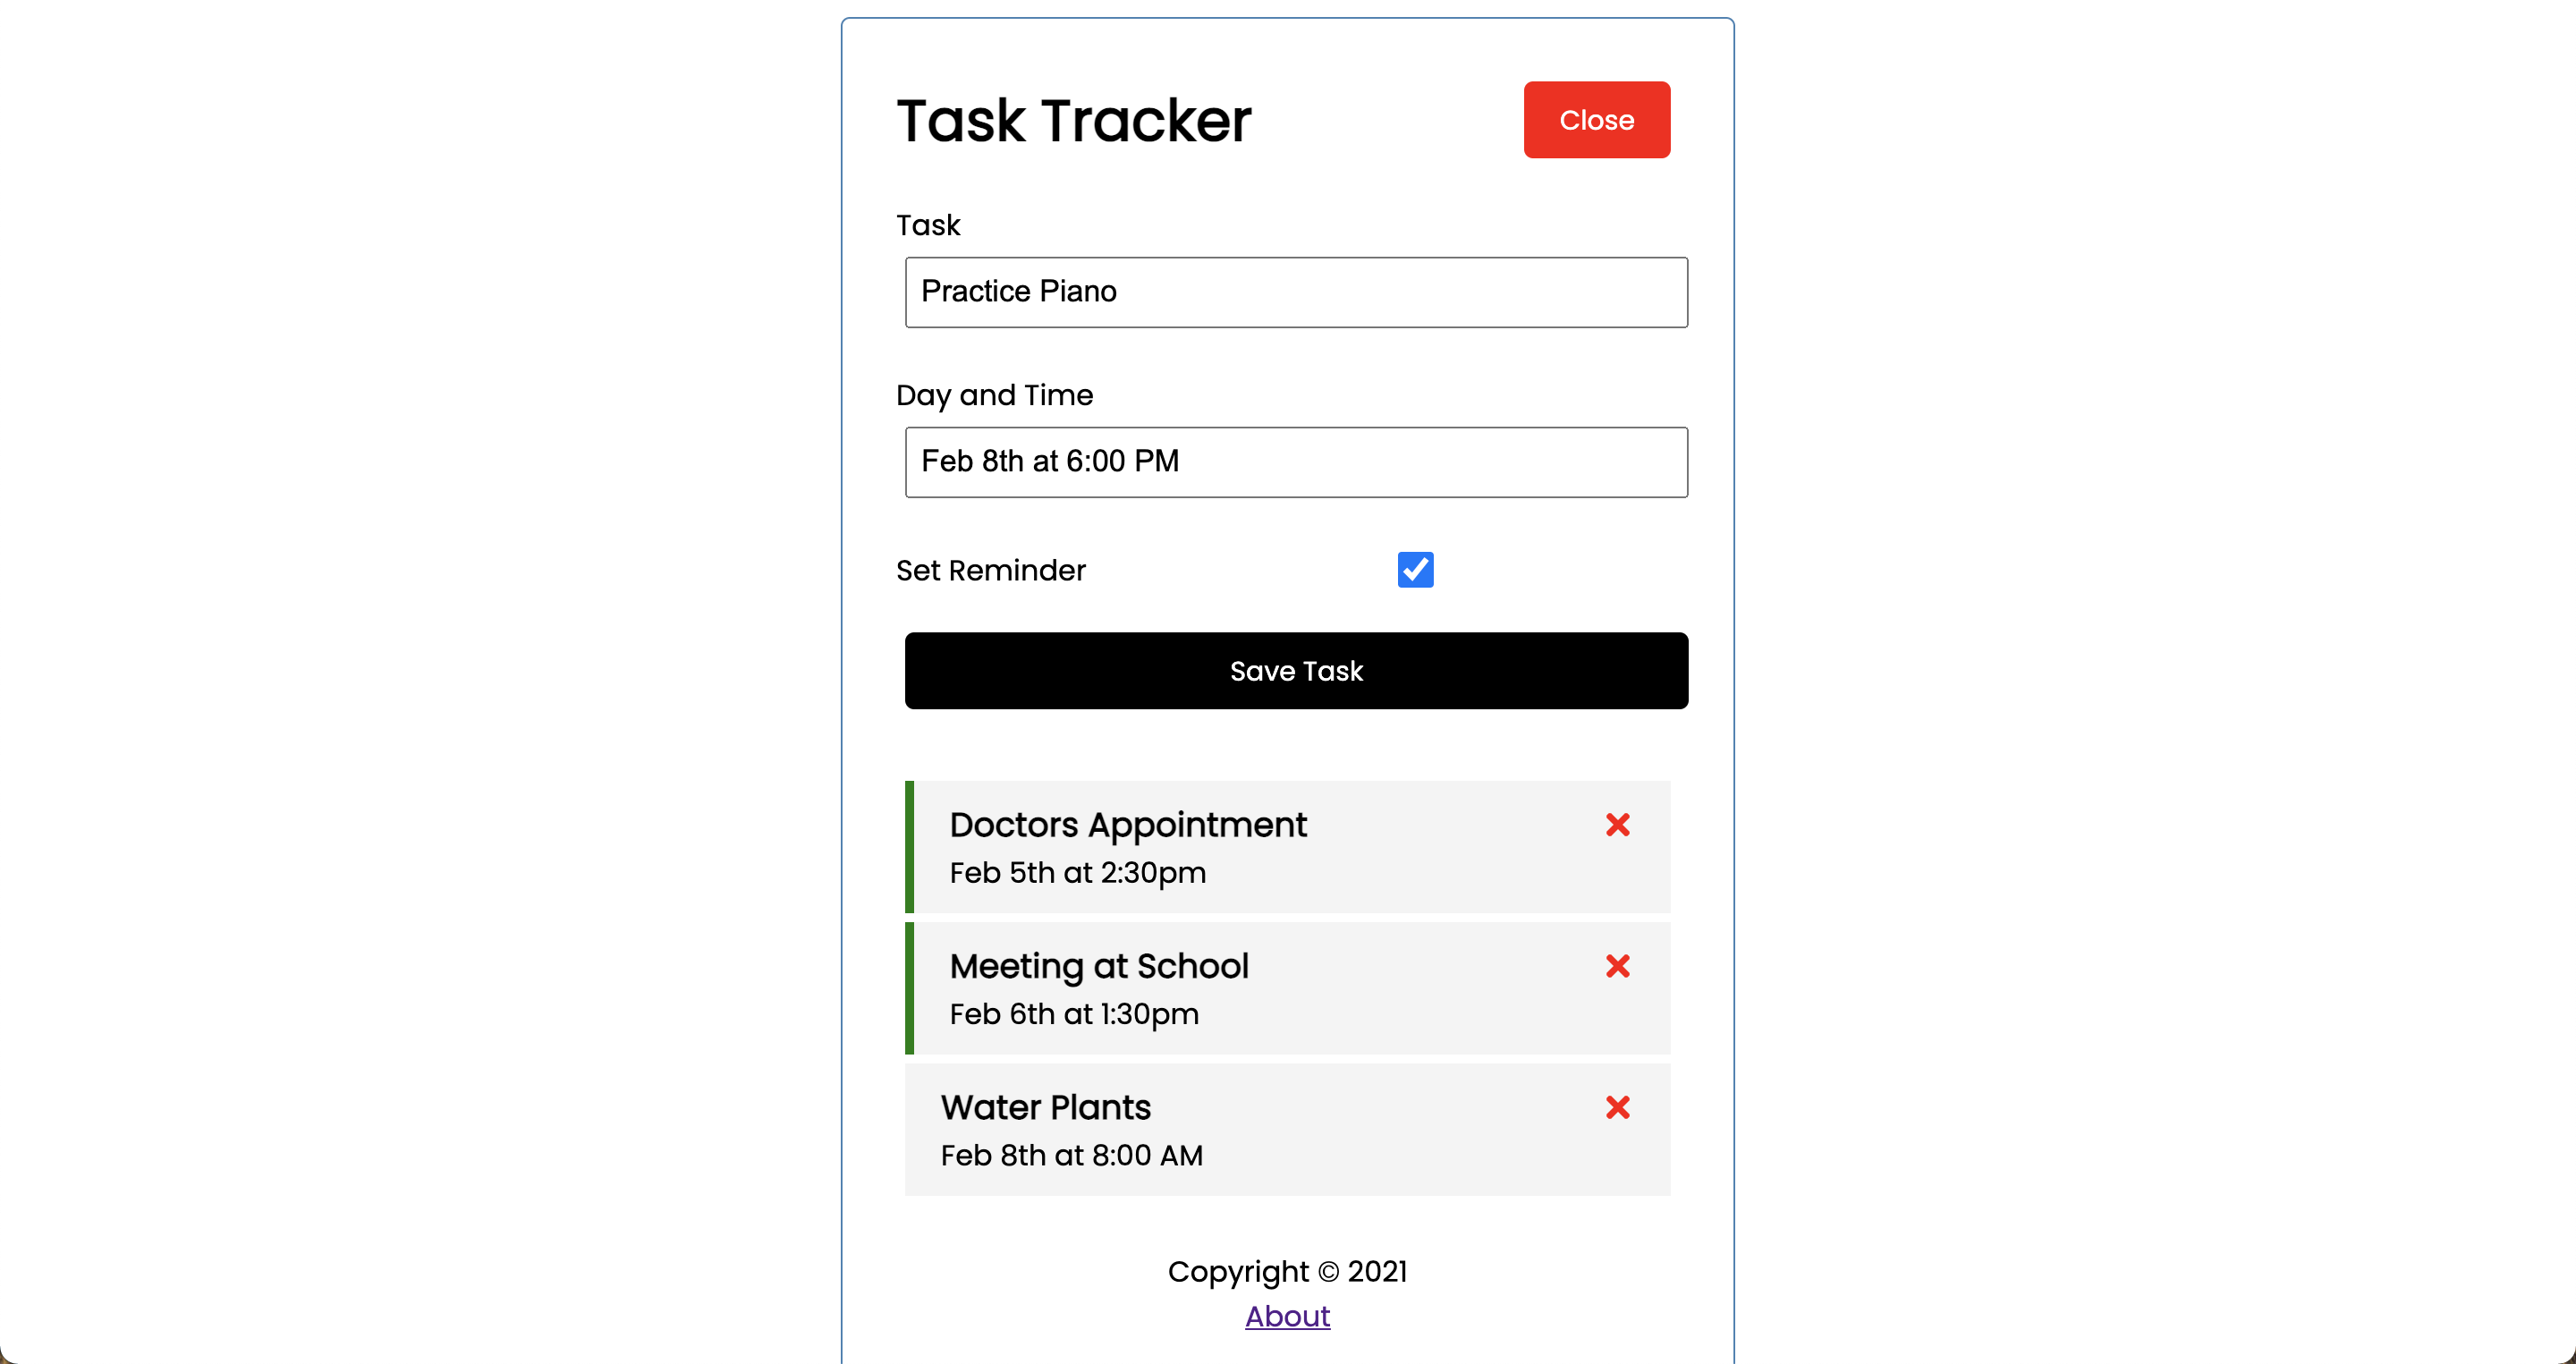 Task Tracker
Close
Task
Practice Piano
Day and Time
Feb 8th at 6:00 PM
Set Reminder
Save Task
Doctors Appointment
Feb 5th at 2:30pm
Meeting at School
Feb 6th at 1:30pm
Water Plants
Feb 8th at 8:00 AM
Copyright © 2021
About